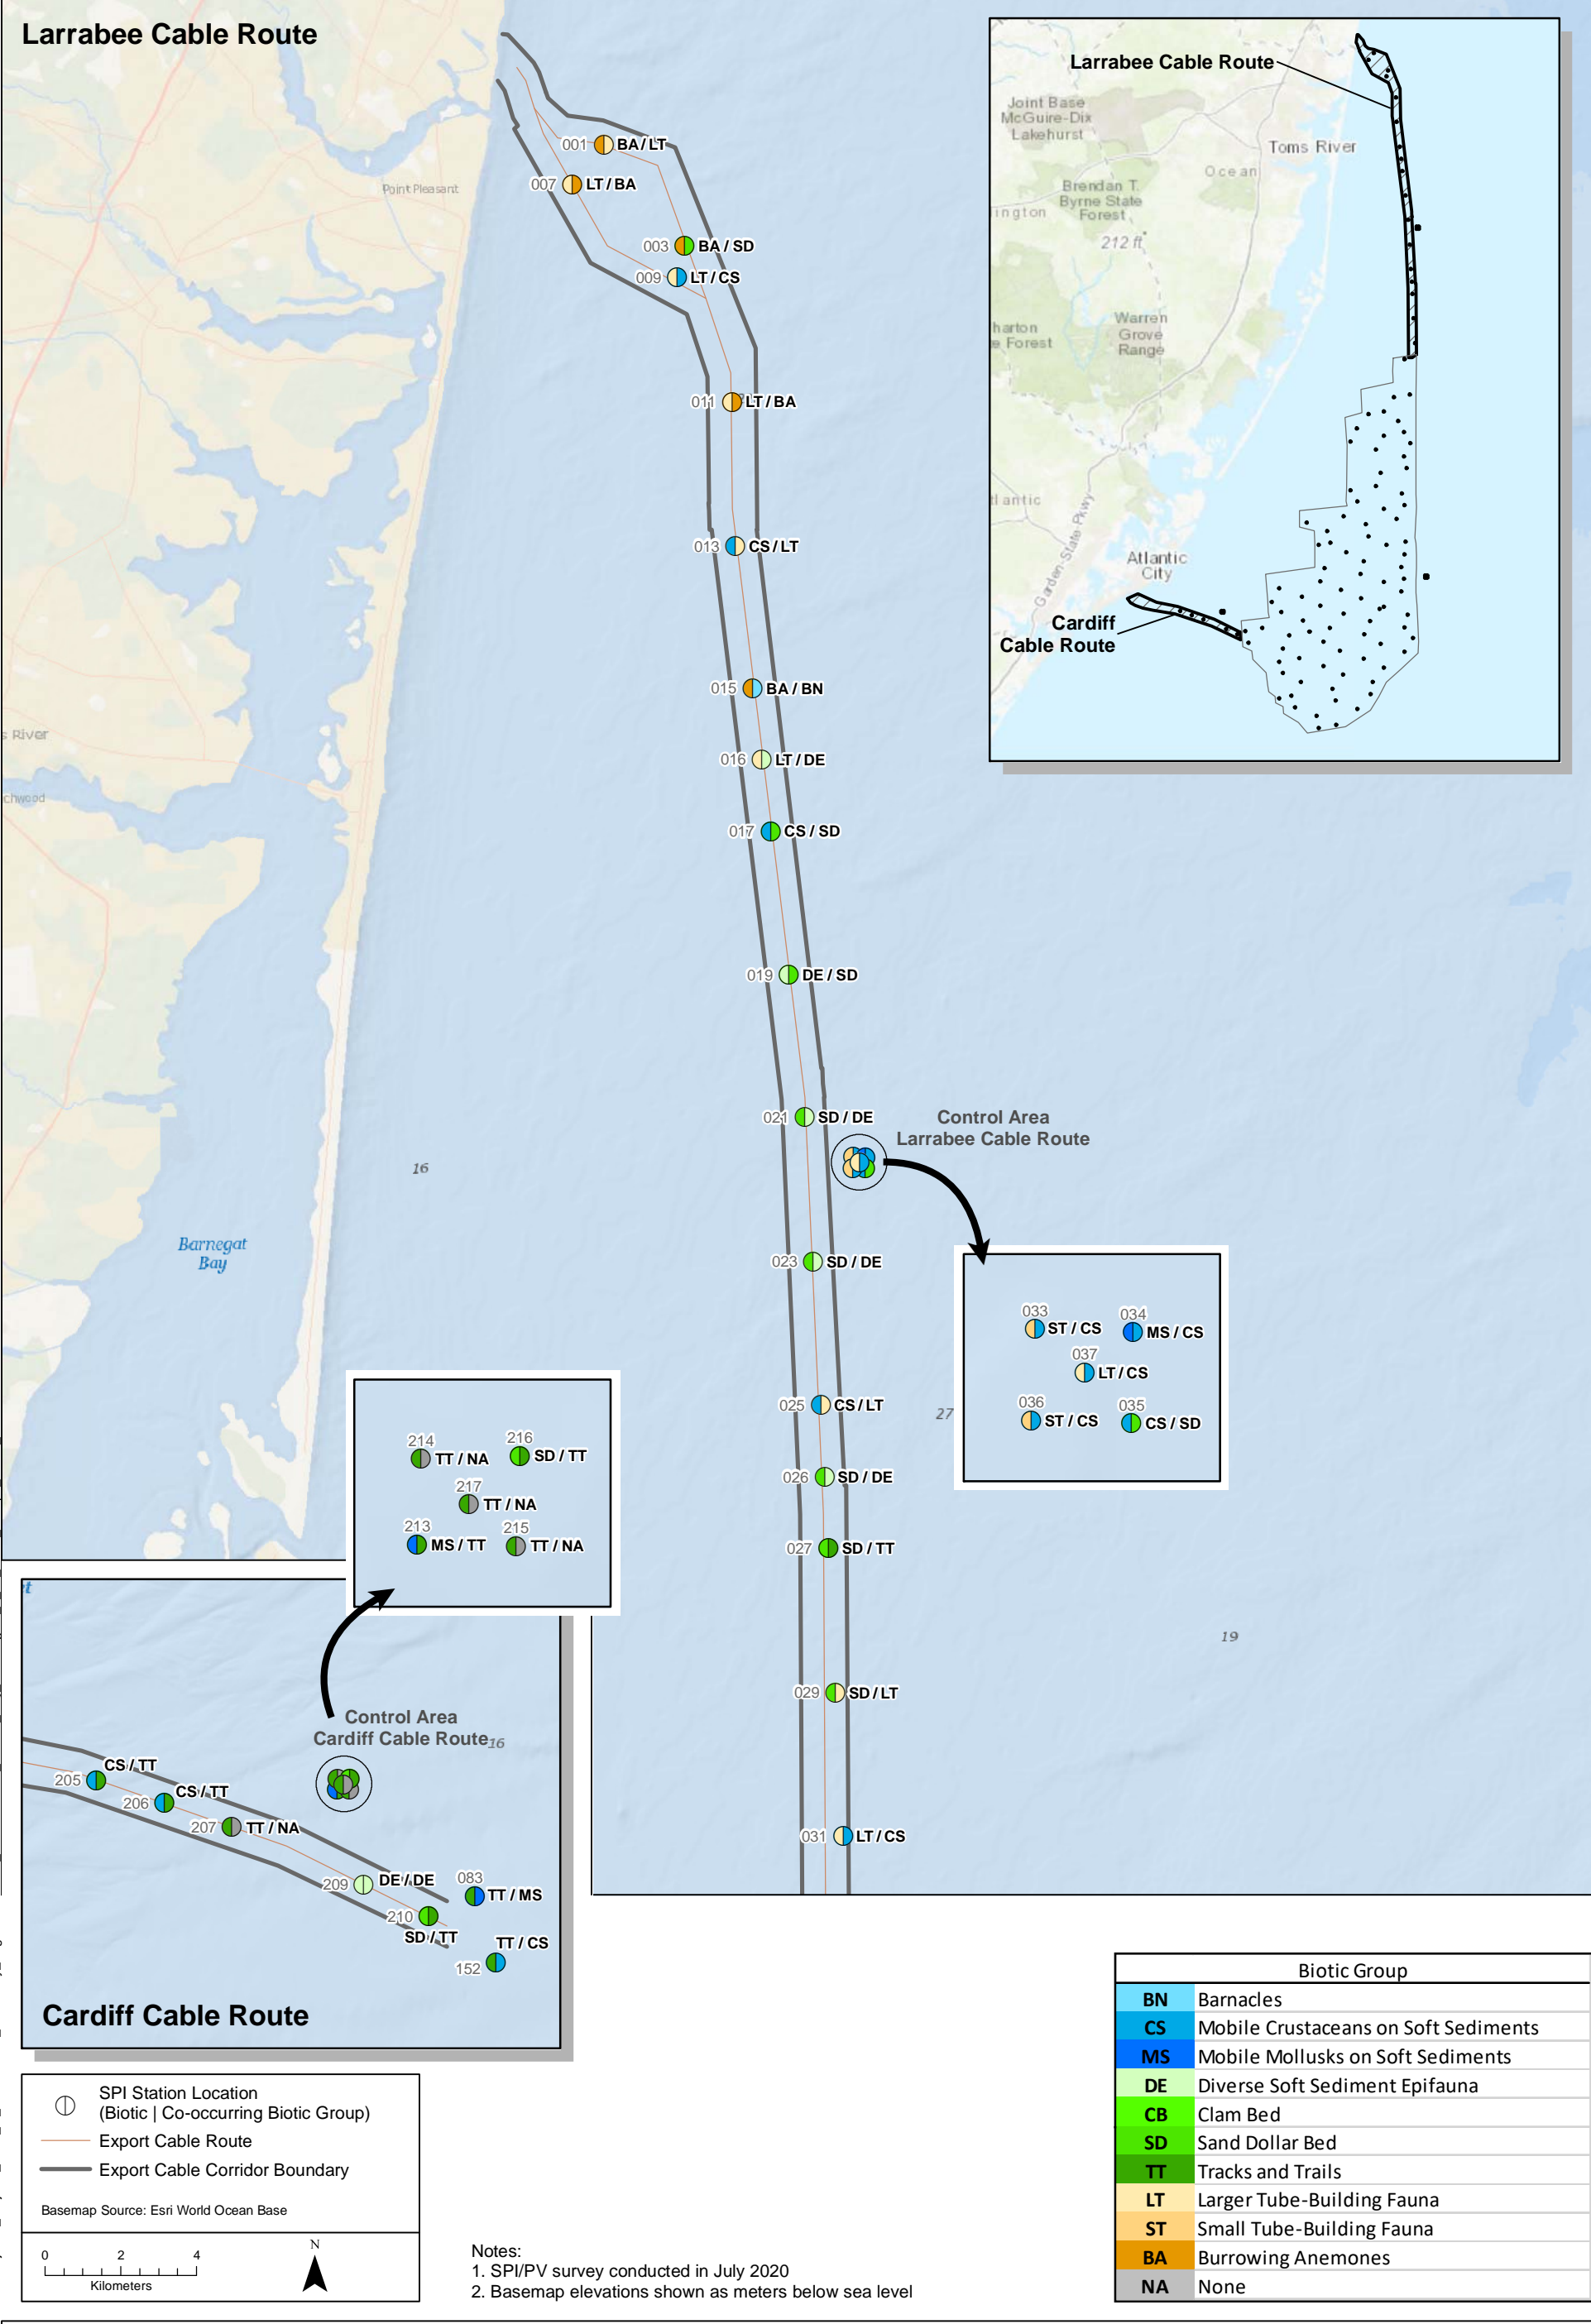 Larrabee Cable Route
Larrabee Cable Route
Joint Base
McGuire-Dix
Lakehurst
Toms River
Ocean
Brendan T.
Byrne State
Forest
ington
212 ft
Warren
Grove
Range
harton
e Forest
tlantic
Garden State Pkwy
Atlantic
City
Cardiff
Cable Route
Point Pleasant
001 BA / LT
007 LT / BA
003 BA / SD
009 LT / CS
011 LT / BA
013 CS / LT
015 BA / BN
s River
016 LT / DE
chwood
017 CS / SD
019 DE / SD
021 SD / DE
Control Area
Larrabee Cable Route
16
Barnegat
Bay
023 SD / DE
033 ST / CS
034 MS / CS
037 LT / CS
036 ST / CS
035 CS / SD
025 CS / LT
27
026 SD / DE
027 SD / TT
214 TT / NA
216 SD / TT
217 TT / NA
213 MS / TT
215 TT / NA
19
029 SD / LT
031 LT / CS
Control Area
Cardiff Cable Route
16
205 CS / TT
206 CS / TT
207 TT / NA
209 DE / DE
083 TT / MS
210 SD / TT
152 TT / CS
Cardiff Cable Route
SPI Station Location
(Biotic | Co-occurring Biotic Group)
Export Cable Route
Export Cable Corridor Boundary
Basemap Source: Esri World Ocean Base
0 2 4
Kilometers
N
Notes:
1. SPI/PV survey conducted in July 2020
2. Basemap elevations shown as meters below sea level
Biotic Group
BN Barnacles
CS Mobile Crustaceans on Soft Sediments
MS Mobile Mollusks on Soft Sediments
DE Diverse Soft Sediment Epifauna
CB Clam Bed
SD Sand Dollar Bed
TT Tracks and Trails
LT Larger Tube-Building Fauna
ST Small Tube-Building Fauna
BA Burrowing Anemones
NA None